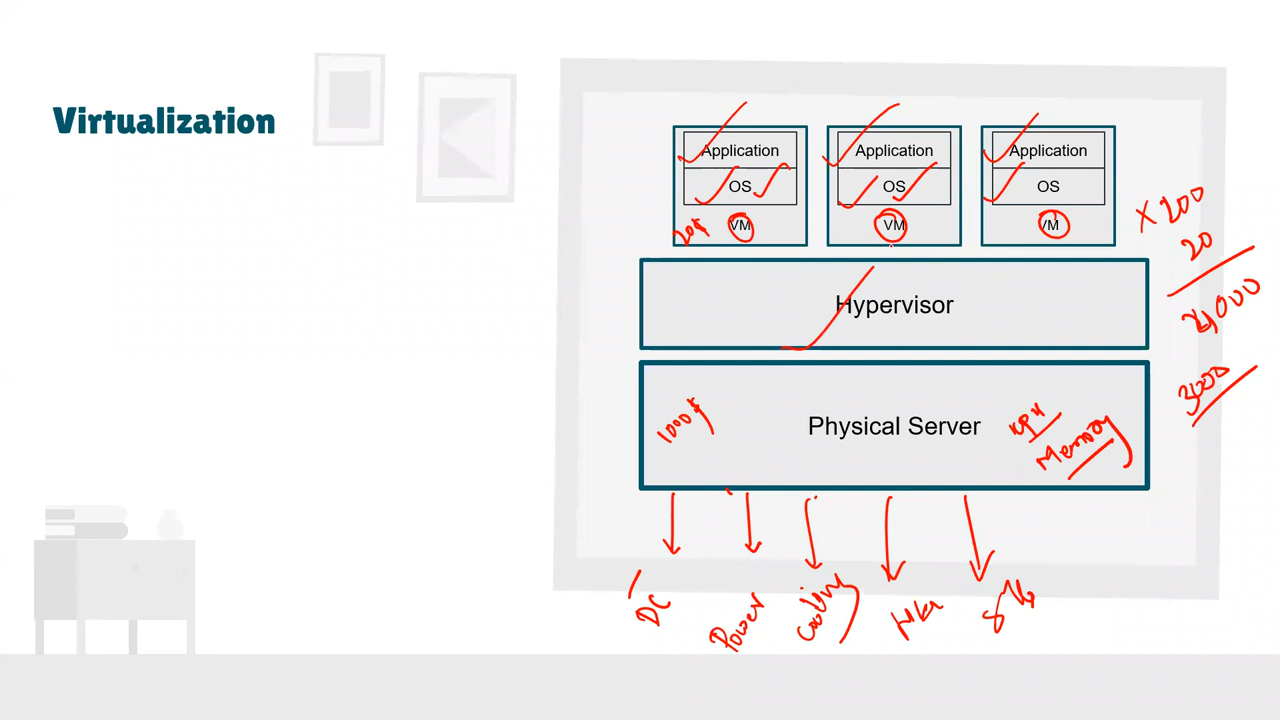 Virtualization
Application
OS
20$ VM
Application
OS
VM
Application
OS
VM
X 200
20
Hypervisor
3000
1000$
Physical Server
CPU
Memory
DC
Power
Cooling